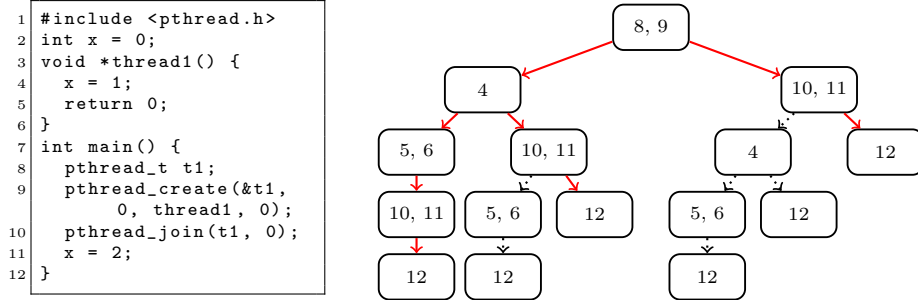 1 #include <pthread.h>
2 int x = 0;
3 void *thread1() {
4 x = 1;
5 return 0;
6 }
7 int main() {
8 pthread_t t1;
9 pthread_create(&t1,
0, thread1, 0);
10 pthread_join(t1, 0);
11 x = 2;
12 }
8, 9
4
10, 11
5, 6
10, 11
4
12
10, 11
5, 6
12
5, 6
12
12
12
12